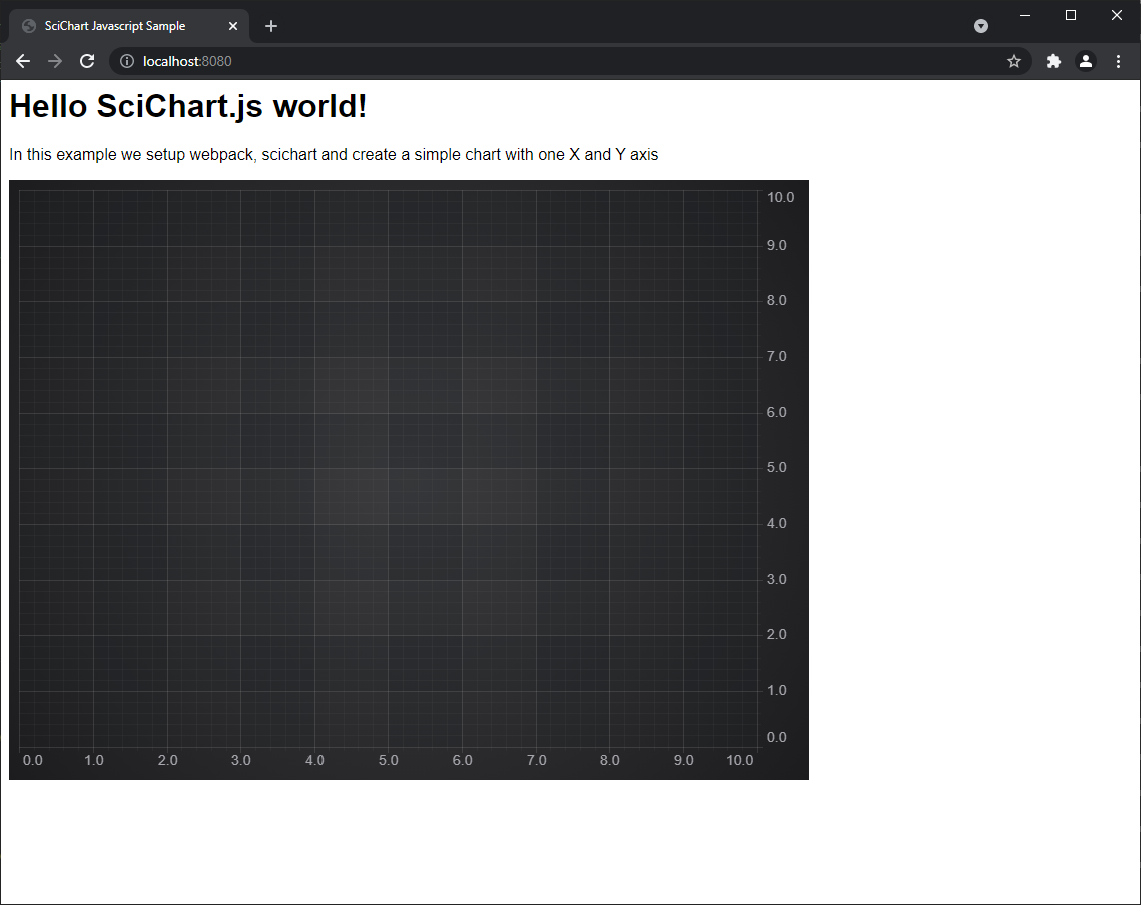 SciChart Javascript Sample
localhost:8080
Hello SciChart.js world!
In this example we setup webpack, scichart and create a simple chart with one X and Y axis
10.0
9.0
8.0
7.0
6.0
5.0
4.0
3.0
2.0
1.0
0.0
0.0 1.0 2.0 3.0 4.0 5.0 6.0 7.0 8.0 9.0 10.0